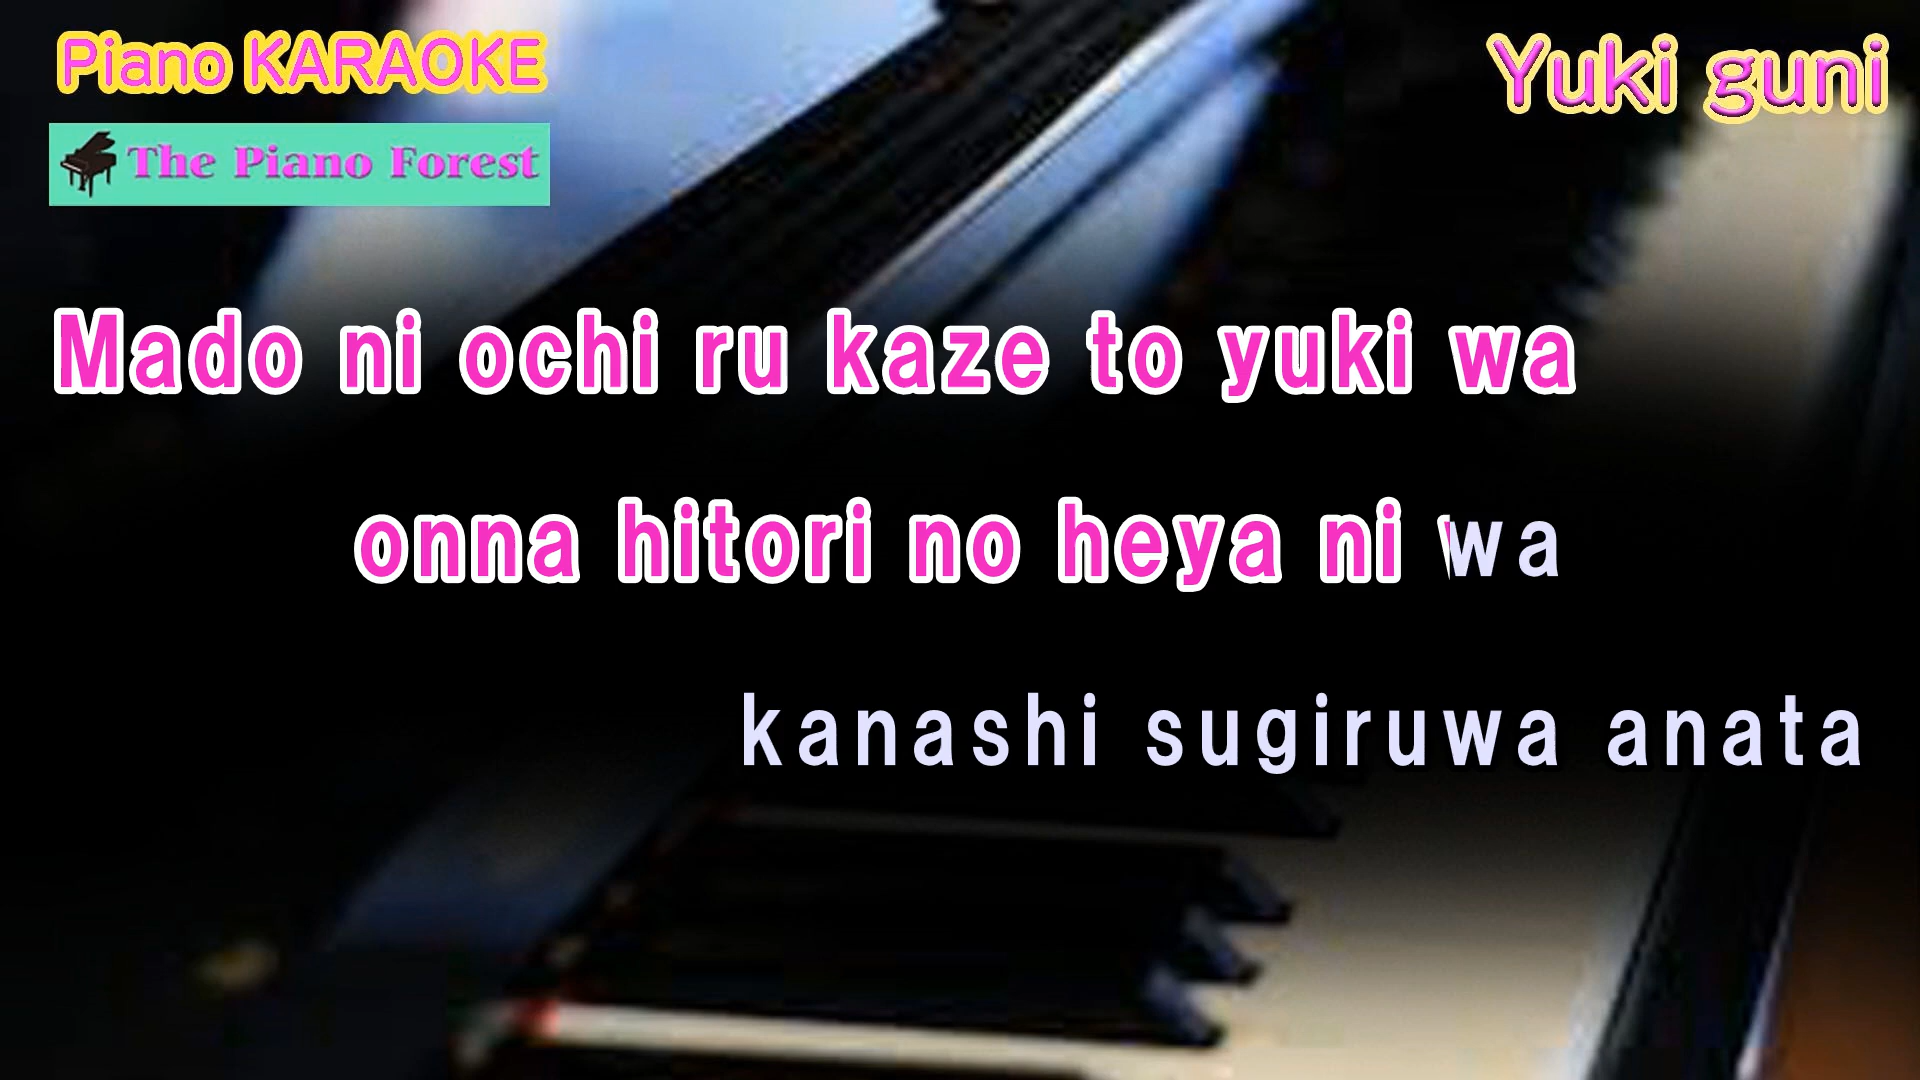 Piano KARAOKE
Yuki guni
The Piano Forest
Mado ni ochi ru kaze to yuki wa
onna hitori no heya ni wa
kanashi sugiruwa anata